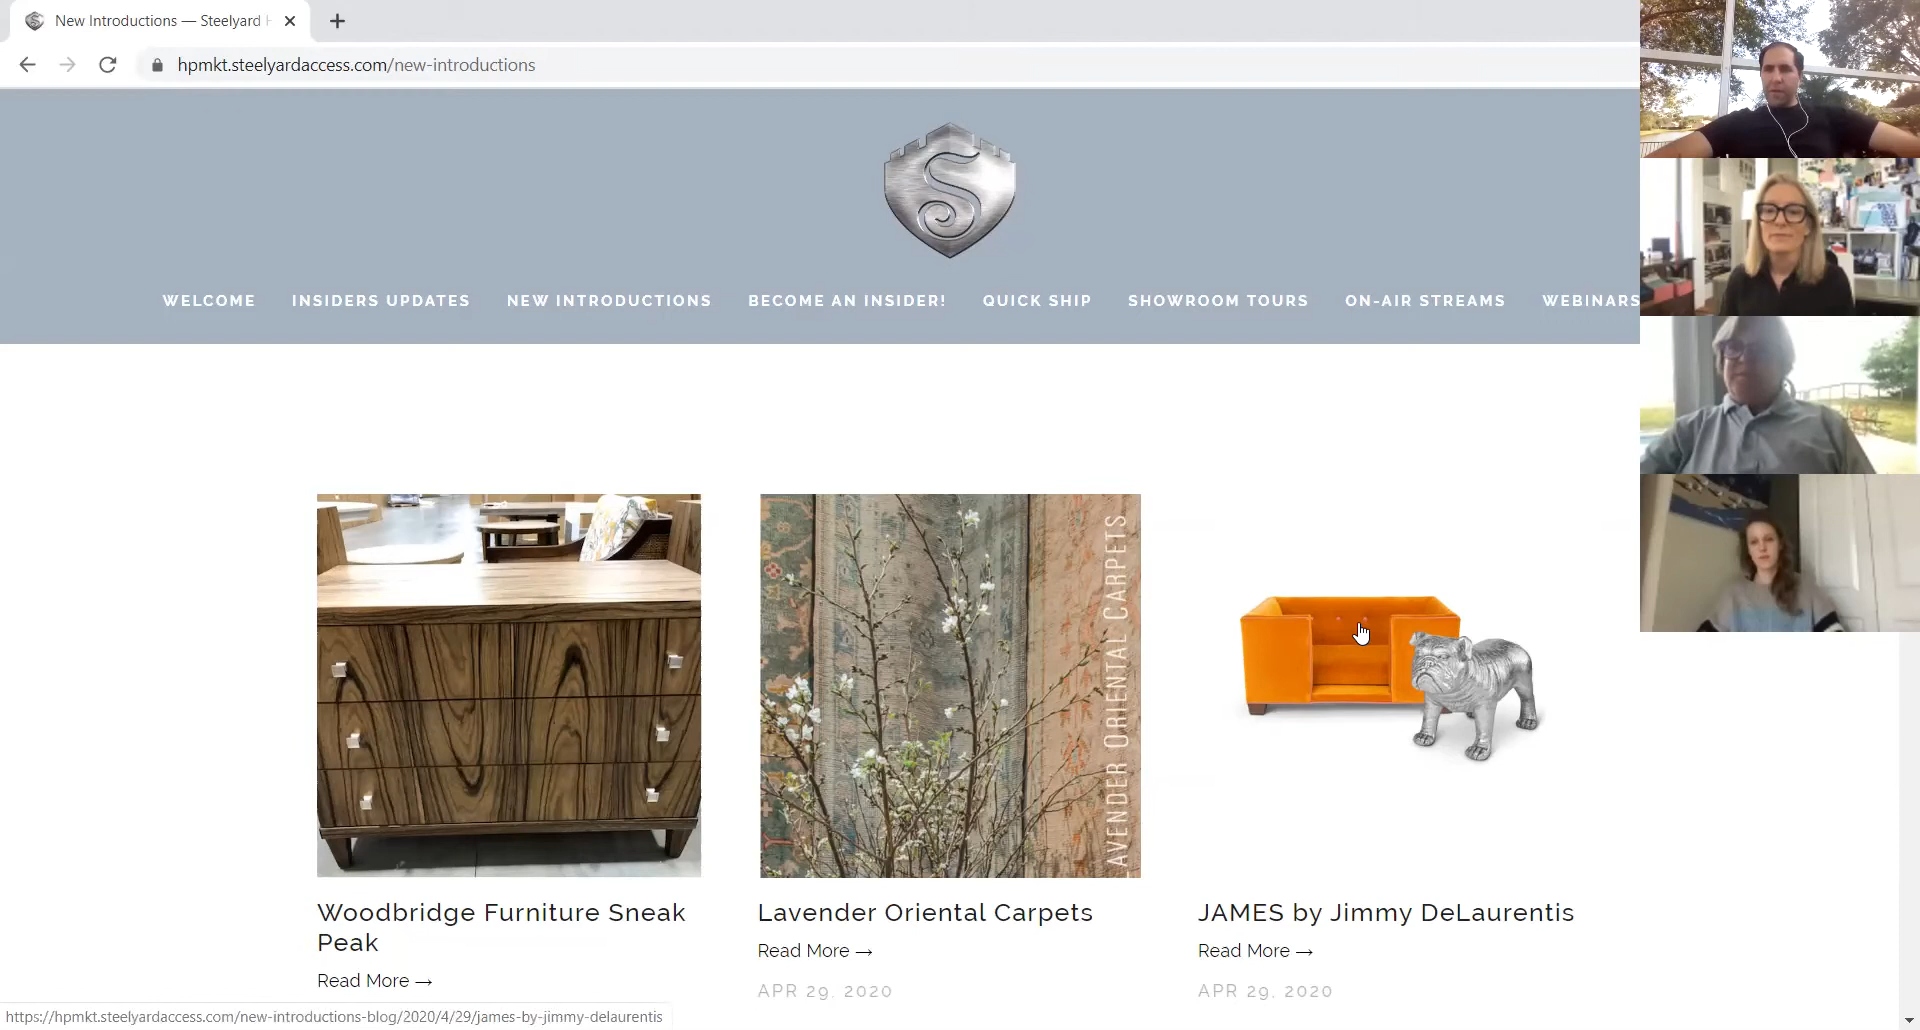 New Introductions — Steelyard H
hpmkt.steelyardaccess.com/new-introductions
S
WELCOME INSIDERS UPDATES NEW INTRODUCTIONS BECOME AN INSIDER! QUICK SHIP SHOWROOM TOURS ON-AIR STREAMS WEBINARS
AVENDER ORIENTAL CARPETS
Woodbridge Furniture Sneak
Peak
Read More →
Lavender Oriental Carpets
Read More →
APR 29, 2020
JAMES by Jimmy DeLaurentis
Read More →
APR 29, 2020
https://hpmkt.steelyardaccess.com/new-introductions-blog/2020/4/29/james-by-jimmy-delaurentis